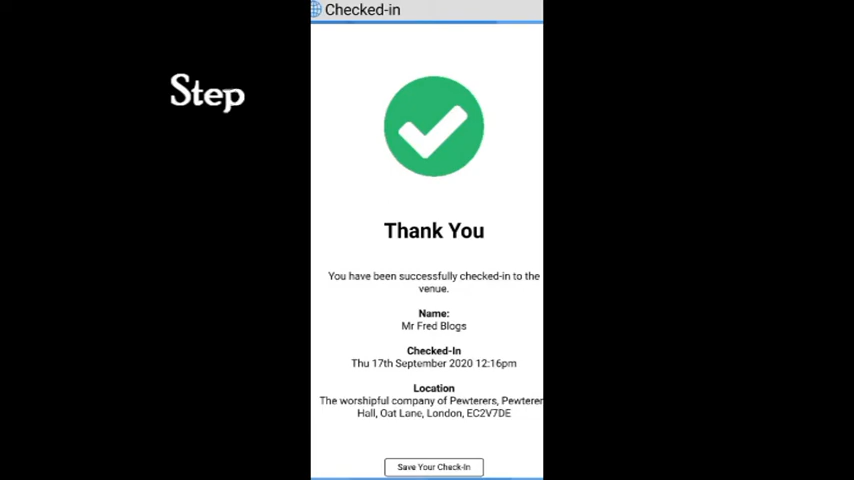 Checked-in
Step
Thank You
You have been successfully checked-in to the
venue.
Name:
Mr Fred Blogs
Checked-In
Thu 17th September 2020 12:16pm
Location
The worshipful company of Pewterers, Pewterer
Hall, Oat Lane, London, EC2V7DE
Save Your Check-In